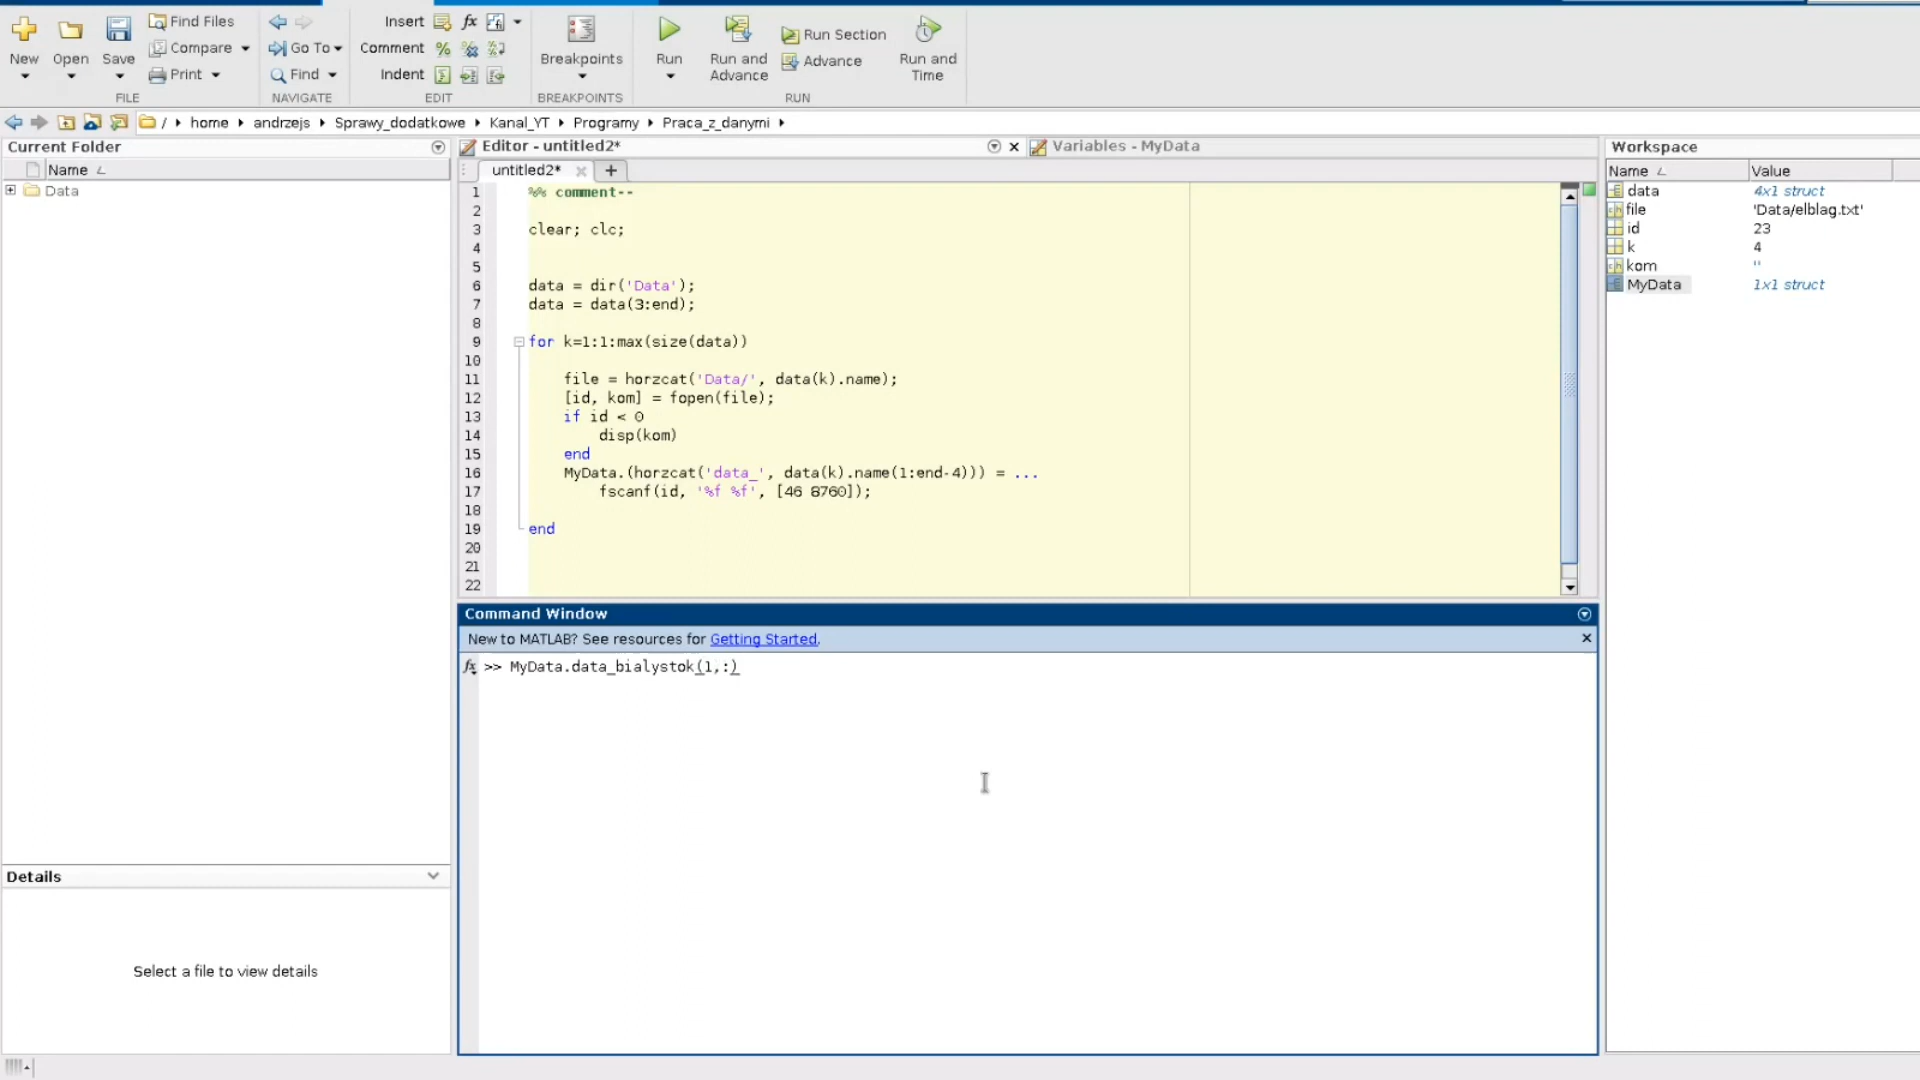 New
Open
Save
Find Files
Compare
Print
FILE
Go To
Find
NAVIGATE
Insert
Comment
Indent
EDIT
Breakpoints
BREAKPOINTS
Run
Run and Advance
Run Section
Advance
Run and Time
RUN
/ home andrzejs Sprawy_dodatkowe Kanal_YT Programy Praca_z_danymi
Current Folder
Name
Data
Editor - untitled2*
Variables - MyData
untitled2*
1 %% comment--
2
3 clear; clc;
4
5
6 data = dir('Data');
7 data = data(3:end);
8
9 for k=1:1:max(size(data))
10
11 file = horzcat('Data/', data(k).name);
12 [id, kom] = fopen(file);
13 if id < 0
14 disp(kom)
15 end
16 MyData.(horzcat('data_', data(k).name(1:end-4))) = ...
17 fscanf(id, '%f %f', [46 8760]);
18
19 end
20
21
22
Command Window
New to MATLAB? See resources for Getting Started.
fx >> MyData.data_bialystok(1,:)
Workspace
Name Value
data 4x1 struct
file 'Data/elblag.txt'
id 23
k 4
kom ''
MyData 1x1 struct
Details
Select a file to view details